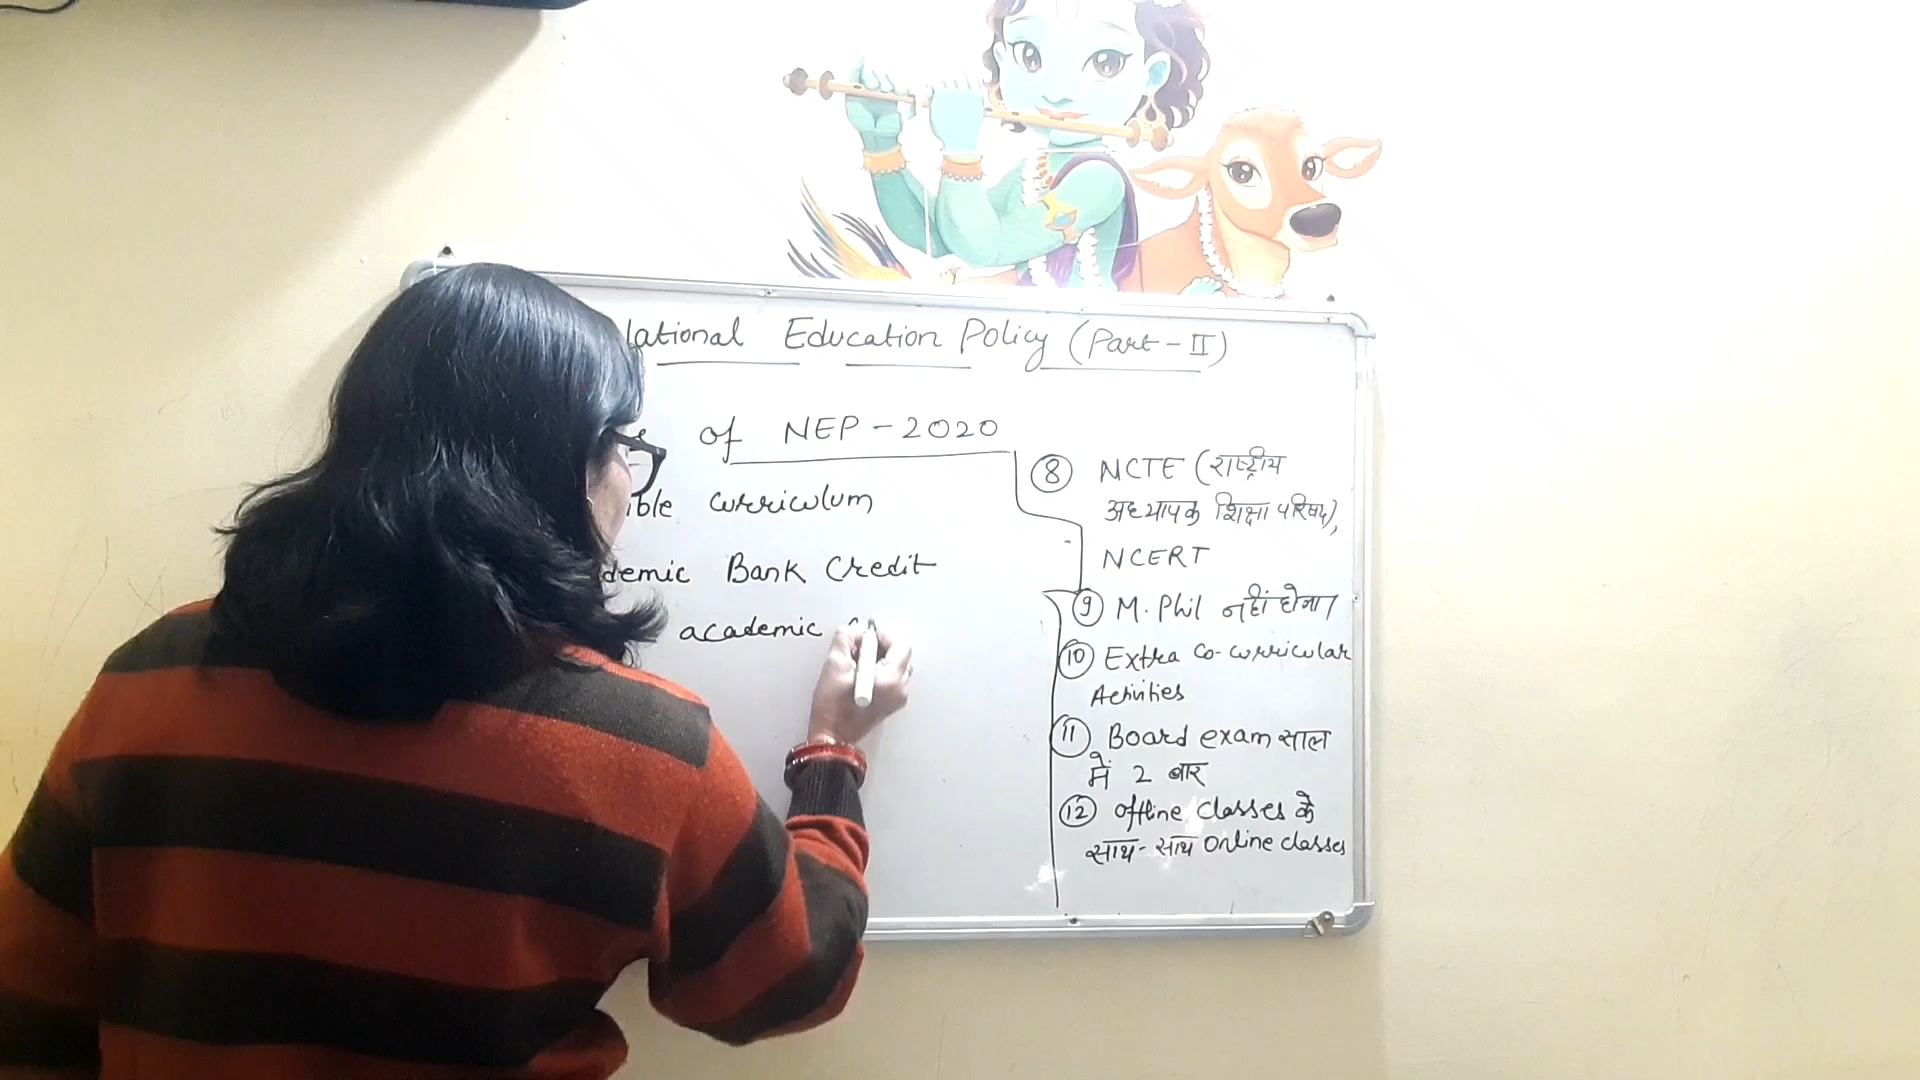 lational Education Policy (Part-II)
of NEP-2020
ible curriculum
demic Bank Credit
academic
⑧ NCTE (राष्ट्रीय
अध्यापक शिक्षा परिषद),
NCERT
⑨ M. Phil नहीं होगा
⑩ Extra co-curricular
Activities
⑪ Board exam साल
में 2 बार
⑫ offline classes के
साथ-साथ online classes